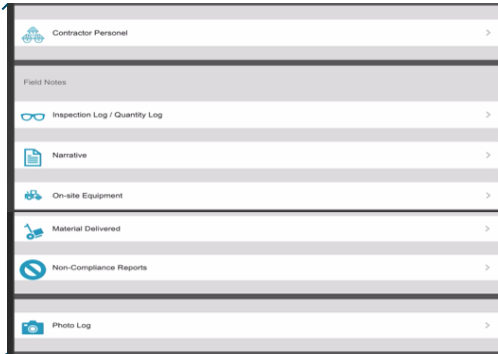 Contractor Personel
Field Notes
Inspection Log / Quantity Log
Narrative
On-site Equipment
Material Delivered
Non-Compliance Reports
Photo Log